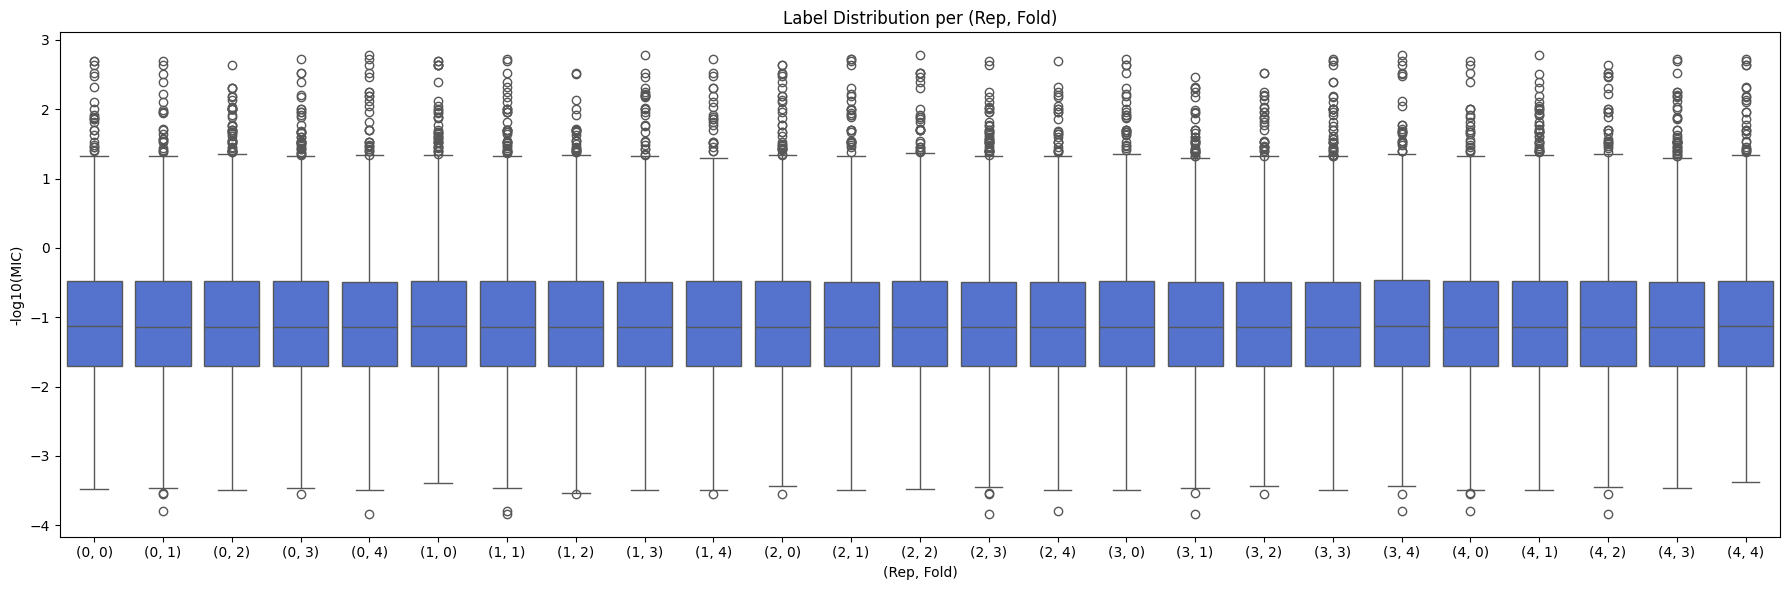 Label Distribution per (Rep, Fold)
3
2
1
0
−1
−2
−3
−4
-log10(MIC)
(0, 0) (0, 1) (0, 2) (0, 3) (0, 4) (1, 0) (1, 1) (1, 2) (1, 3) (1, 4) (2, 0) (2, 1) (2, 2) (2, 3) (2, 4) (3, 0) (3, 1) (3, 2) (3, 3) (3, 4) (4, 0) (4, 1) (4, 2) (4, 3) (4, 4)
(Rep, Fold)